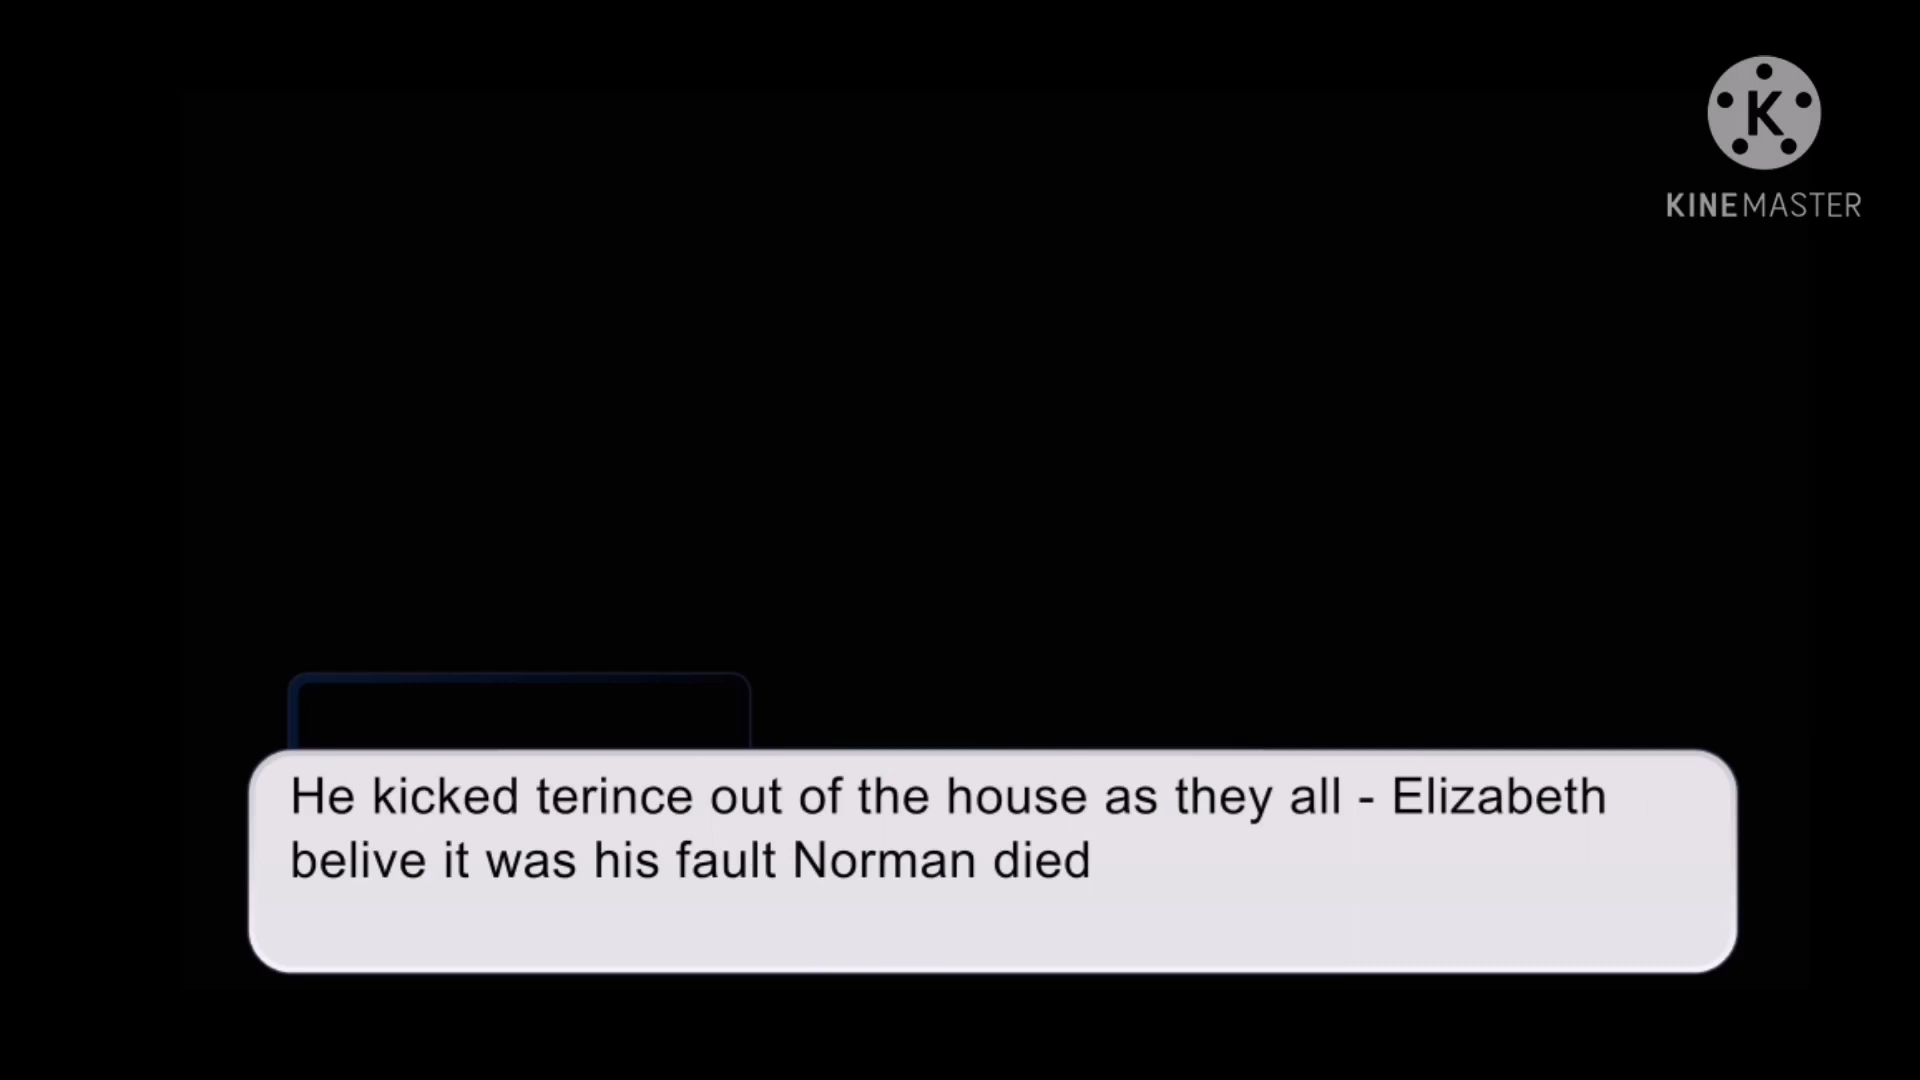 K
KINEMASTER
He kicked terince out of the house as they all - Elizabeth
belive it was his fault Norman died